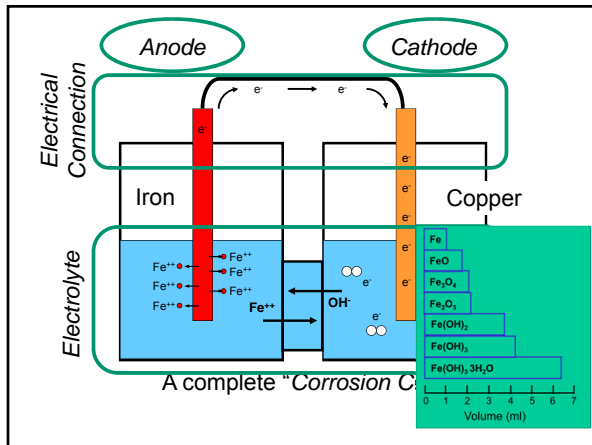 Anode
Cathode
Electrical
Connection
e⁻ e⁻
e⁻
e⁻
e⁻
e⁻
e⁻
e⁻
Iron
Copper
Electrolyte
Fe⁺⁺ Fe⁺⁺
Fe⁺⁺ Fe⁺⁺
Fe⁺⁺ Fe⁺⁺
Fe⁺⁺
OH⁻
e⁻
e⁻
A complete "Corrosion C
Fe
FeO
Fe₃O₄
Fe₂O₃
Fe(OH)₂
Fe(OH)₃
Fe(OH)₃ 3H₂O
0 1 2 3 4 5 6 7
Volume (ml)